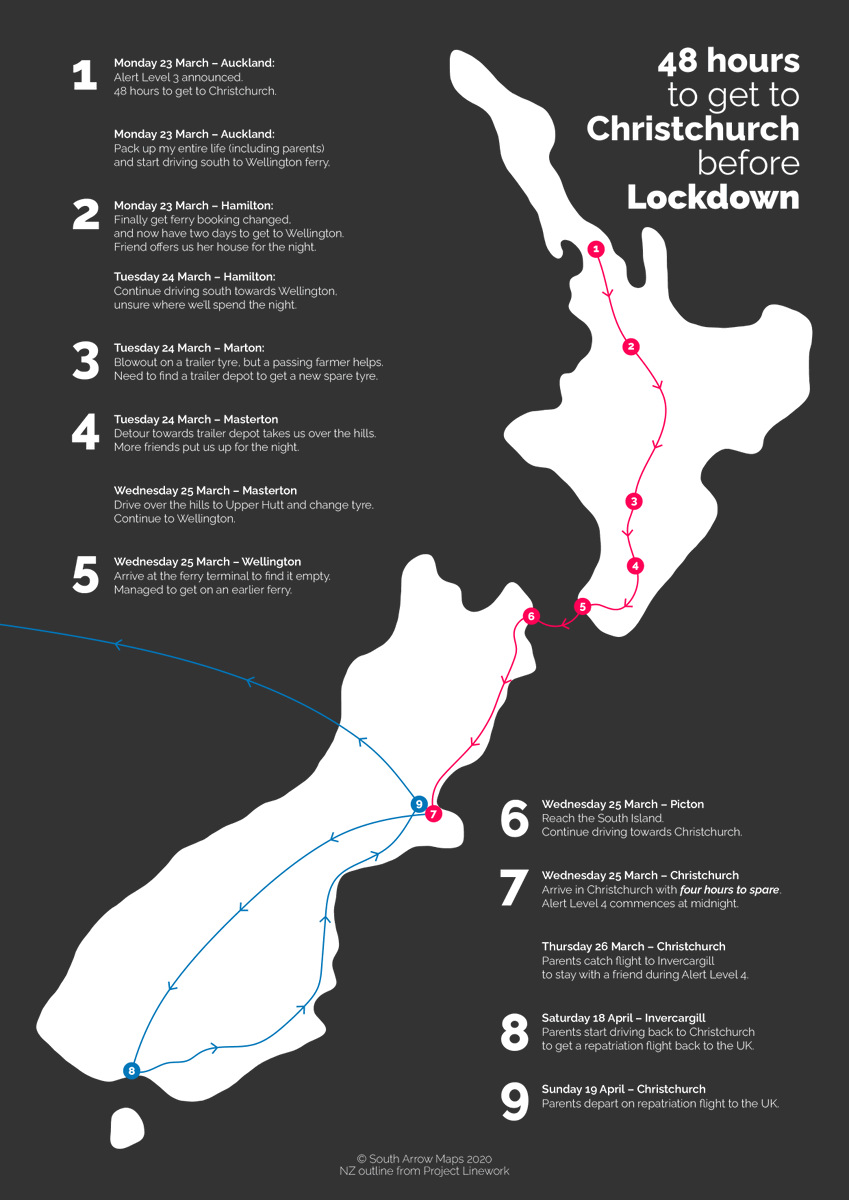 48 hours
to get to
Christchurch
before
Lockdown
1
Monday 23 March – Auckland:
Alert Level 3 announced.
48 hours to get to Christchurch.
Monday 23 March – Auckland:
Pack up my entire life (including parents)
and start driving south to Wellington ferry.
2
Monday 23 March – Hamilton:
Finally get ferry booking changed,
and now have two days to get to Wellington.
Friend offers us her house for the night.
Tuesday 24 March – Hamilton:
Continue driving south towards Wellington,
unsure where we'll spend the night.
3
Tuesday 24 March – Marton:
Blowout on a trailer tyre, but a passing farmer helps.
Need to find a trailer depot to get a new spare tyre.
4
Tuesday 24 March – Masterton
Detour towards trailer depot takes us over the hills.
More friends put us up for the night.
Wednesday 25 March – Masterton
Drive over the hills to Upper Hutt and change tyre.
Continue to Wellington.
5
Wednesday 25 March – Wellington
Arrive at the ferry terminal to find it empty.
Managed to get on an earlier ferry.
1
2
3
4
5
6
9
7
8
6
Wednesday 25 March – Picton
Reach the South Island.
Continue driving towards Christchurch.
7
Wednesday 25 March – Christchurch
Arrive in Christchurch with four hours to spare.
Alert Level 4 commences at midnight.
Thursday 26 March – Christchurch
Parents catch flight to Invercargill
to stay with a friend during Alert Level 4.
8
Saturday 18 April – Invercargill
Parents start driving back to Christchurch
to get a repatriation flight back to the UK.
9
Sunday 19 April – Christchurch
Parents depart on repatriation flight to the UK.
© South Arrow Maps 2020
NZ outline from Project Linework